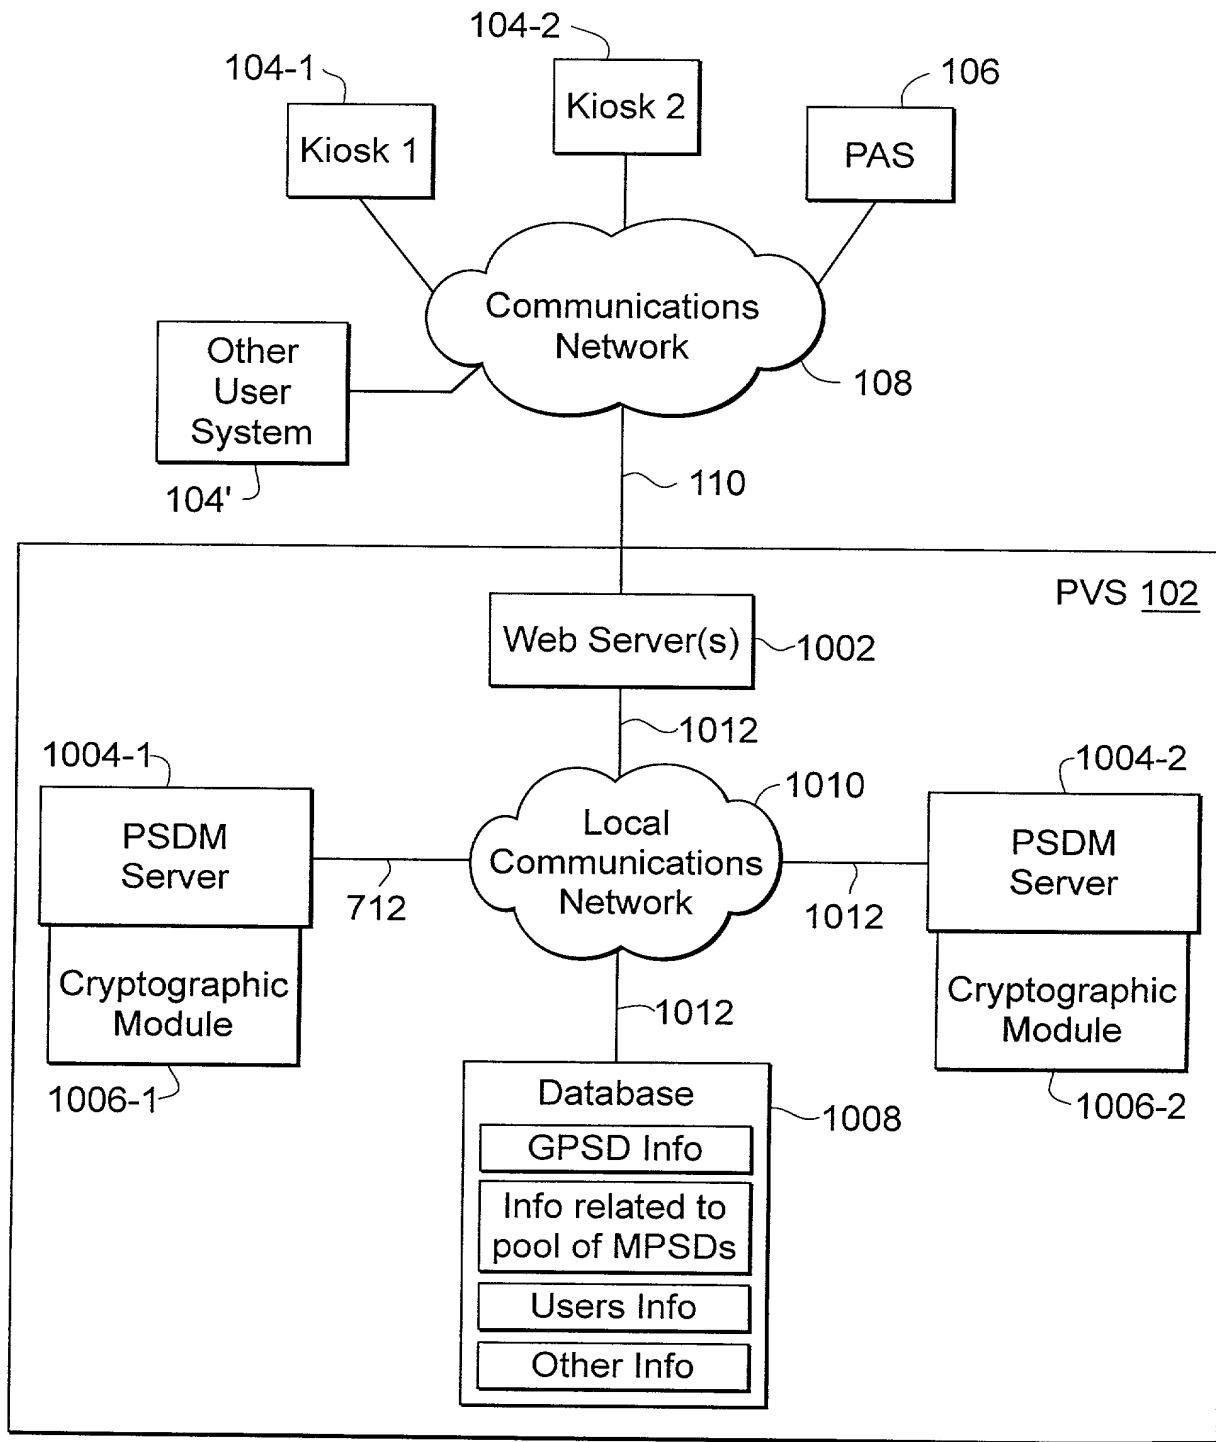 104-2
104-1
106
Kiosk 2
Kiosk 1
PAS
Communications
Network
108
Other
User
System
104'
110
PVS 102
Web Server(s)
1002
1012
1004-1
1004-2
1010
PSDM
Server
Local
Communications
Network
PSDM
Server
712
1012
Cryptographic
Module
Cryptographic
Module
1012
1006-1
1006-2
Database
1008
GPSD Info
Info related to
pool of MPSDs
Users Info
Other Info